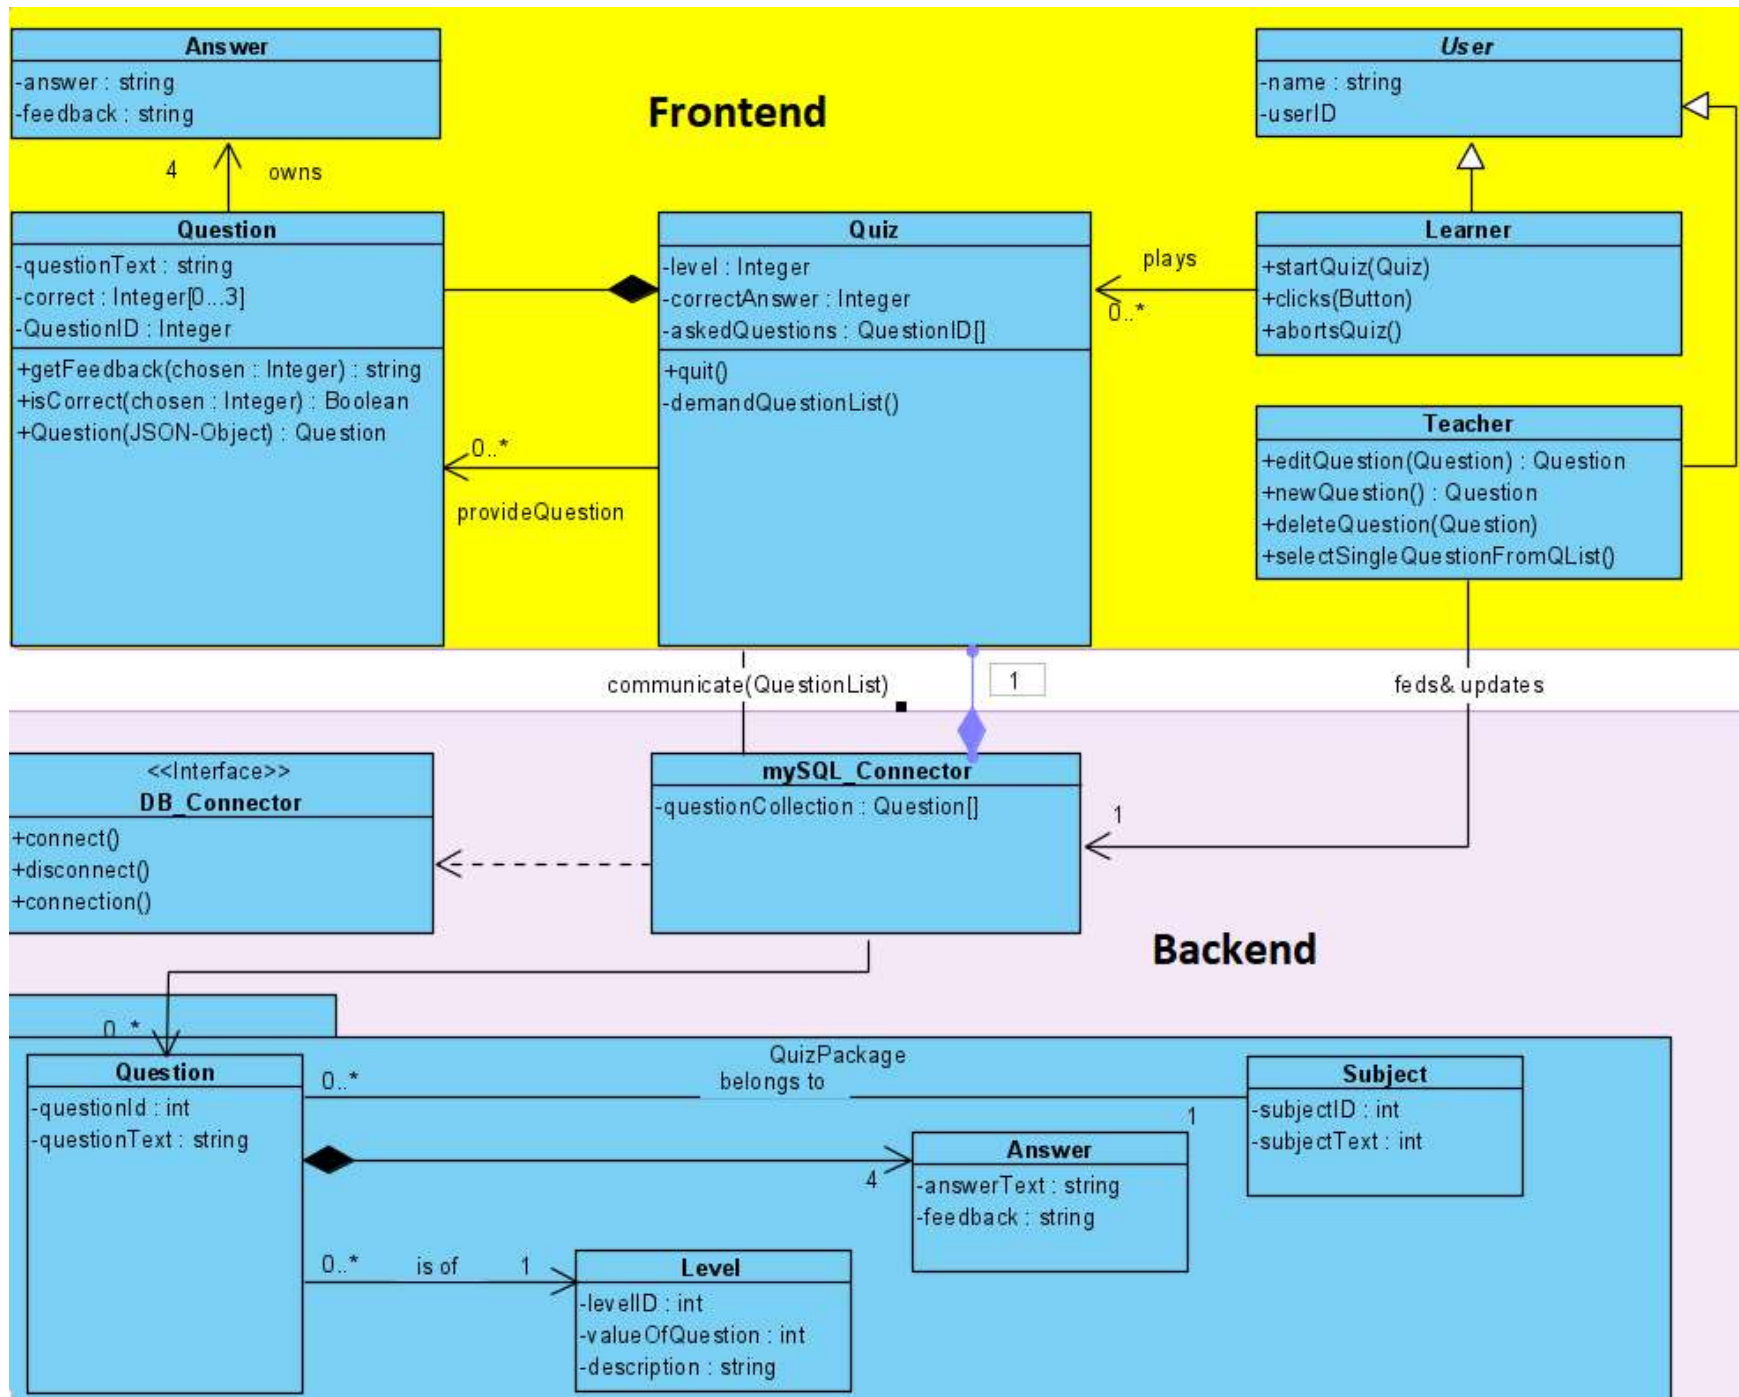 Answer
-answer : string
-feedback : string
4
owns
Frontend
User
-name : string
-userID
Question
-questionText : string
-correct : Integer[0...3]
-QuestionID : Integer
+getFeedback(chosen : Integer) : string
+isCorrect(chosen : Integer) : Boolean
+Question(JSON-Object) : Question
Quiz
-level : Integer
-correctAnswer : Integer
-askedQuestions : QuestionID[]
+quit()
-demandQuestionList()
plays
0..*
Learner
+startQuiz(Quiz)
+clicks(Button)
+abortsQuiz()
0..*
provideQuestion
Teacher
+editQuestion(Question) : Question
+newQuestion() : Question
+deleteQuestion(Question)
+selectSingleQuestionFromQList()
communicate(QuestionList)
1
feds& updates
<<Interface>>
DB_Connector
+connect()
+disconnect()
+connection()
mySQL_Connector
-questionCollection : Question[]
1
Backend
0..*
QuizPackage
Question
-questionId : int
-questionText : string
0..*
belongs to
1
Subject
-subjectID : int
-subjectText : int
4
Answer
-answerText : string
-feedback : string
0..*
is of
1
Level
-levelID : int
-valueOfQuestion : int
-description : string